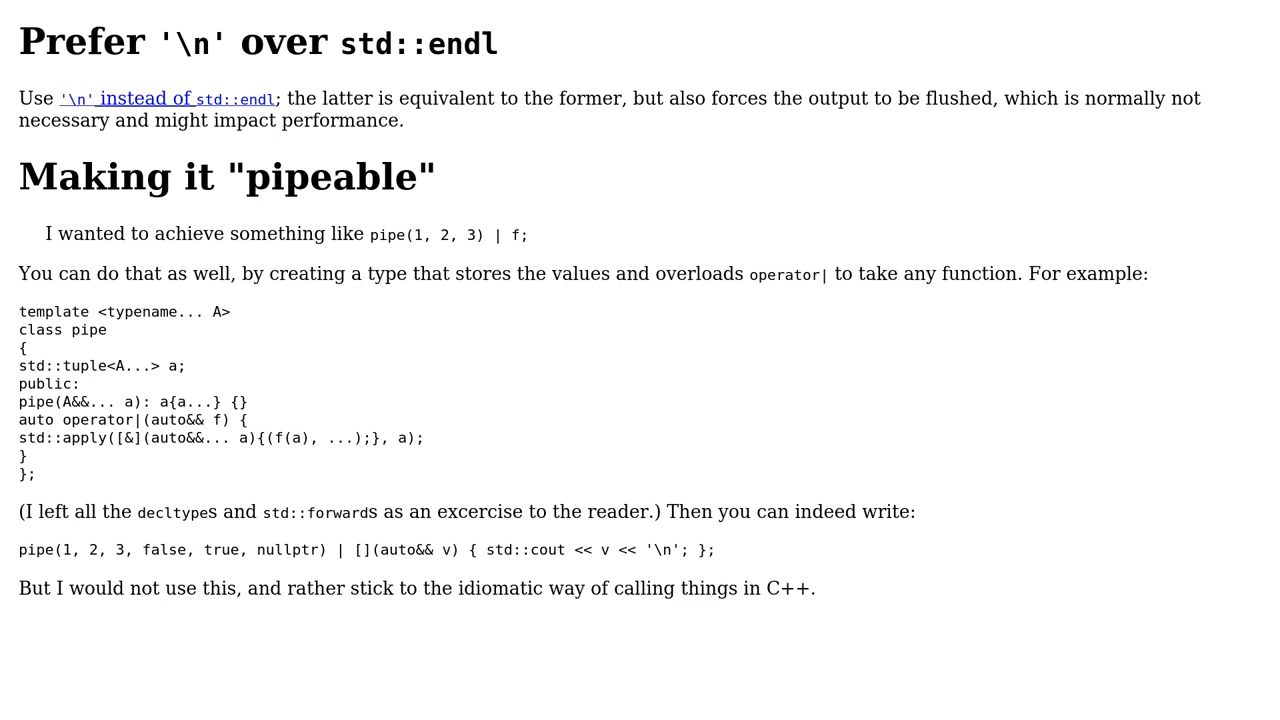 Prefer '\n' over std::endl
Use '\n' instead of std::endl; the latter is equivalent to the former, but also forces the output to be flushed, which is normally not
necessary and might impact performance.
Making it "pipeable"
I wanted to achieve something like pipe(1, 2, 3) | f;
You can do that as well, by creating a type that stores the values and overloads operator| to take any function. For example:
template <typename... A>
class pipe
{
std::tuple<A...> a;
public:
pipe(A&&... a): a{a...} {}
auto operator|(auto&& f) {
std::apply([&](auto&&... a){(f(a), ...);}, a);
}
};
(I left all the decltypes and std::forwards as an excercise to the reader.) Then you can indeed write:
pipe(1, 2, 3, false, true, nullptr) | [](auto&& v) { std::cout << v << '\n'; };
But I would not use this, and rather stick to the idiomatic way of calling things in C++.